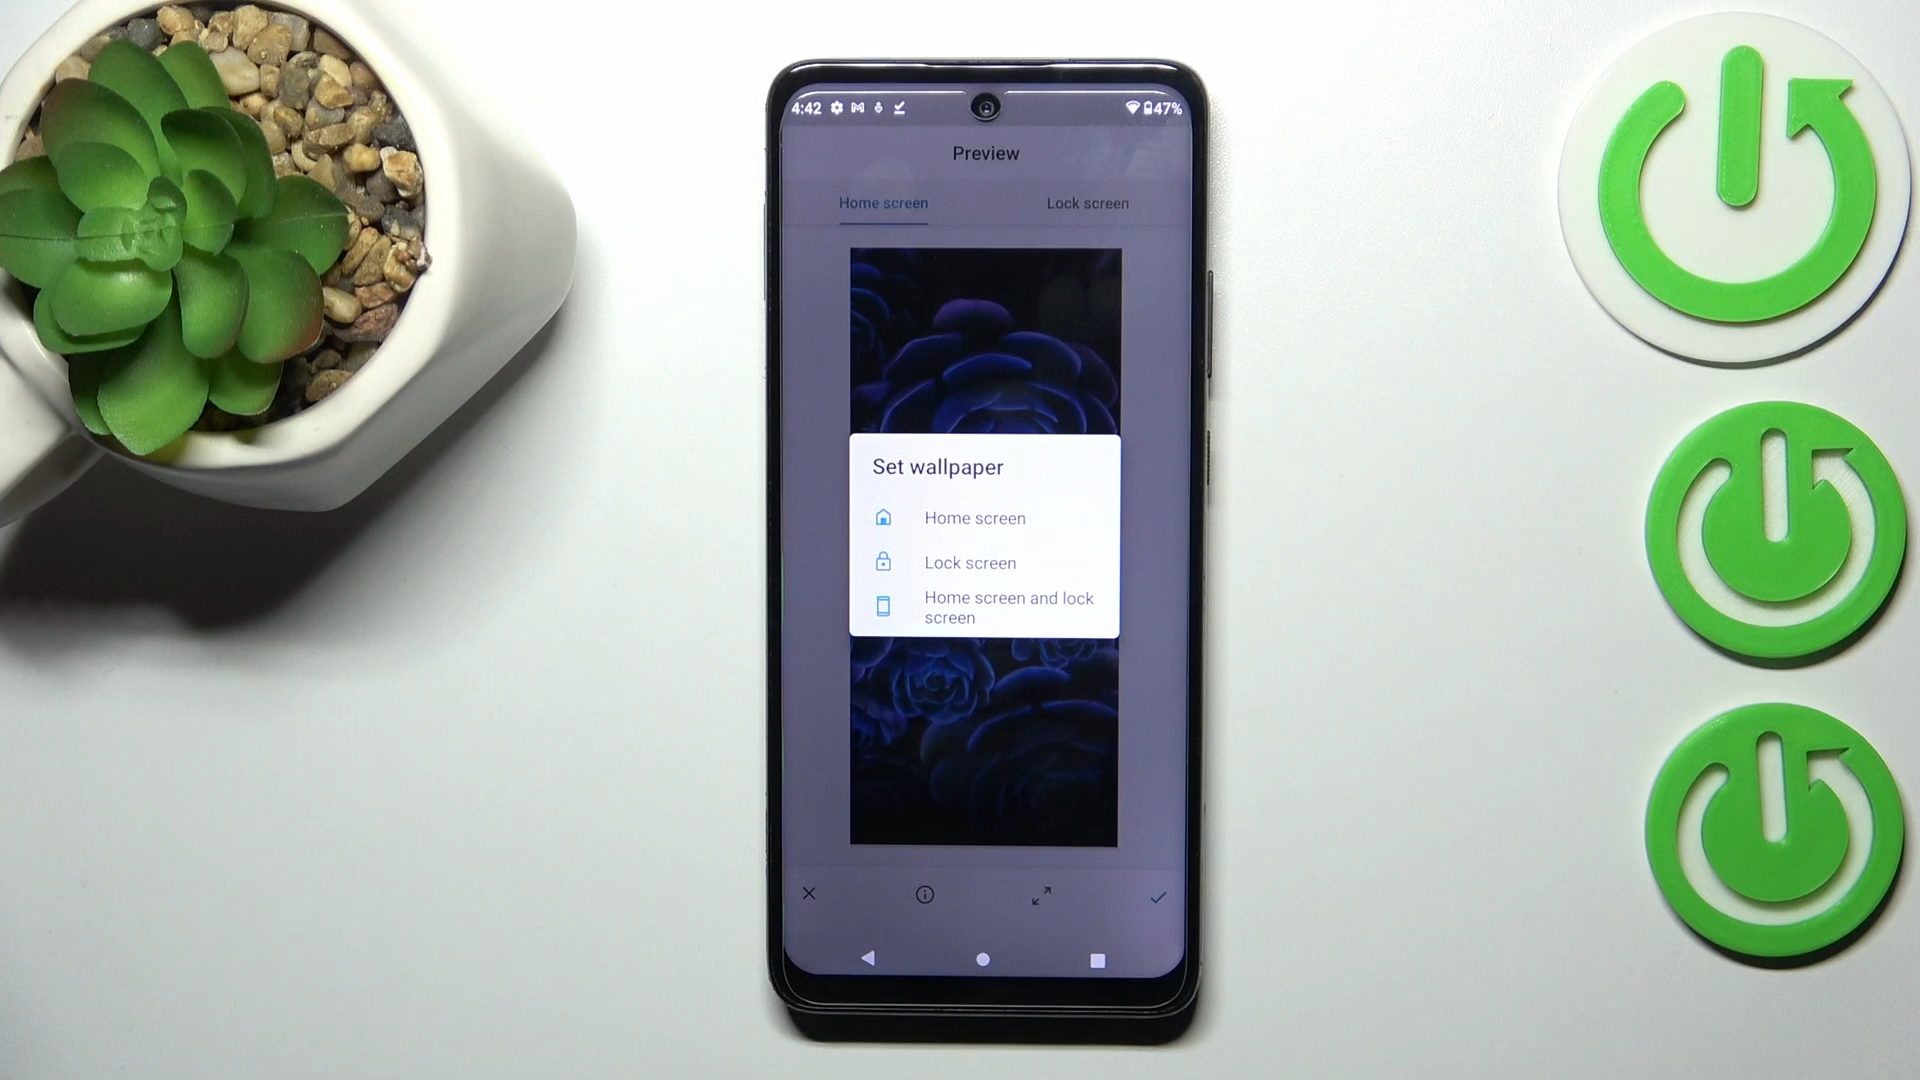 4:42 47%
Preview
Home screen Lock screen
Set wallpaper
Home screen
Lock screen
Home screen and lock
screen